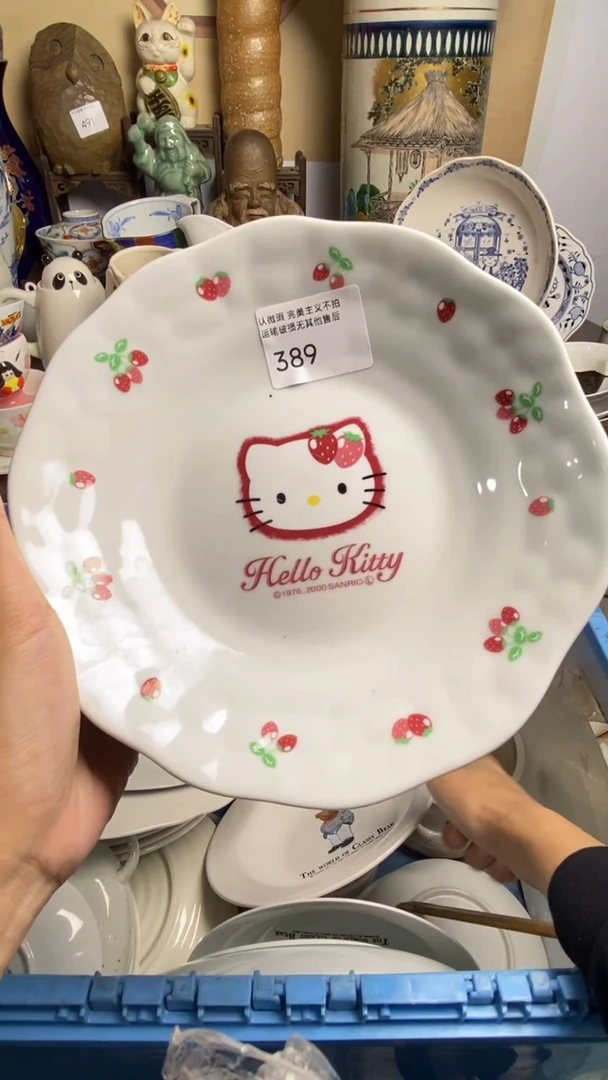 491
认微瑕 完美主义不拍
运输破损无其他售后
389
Hello Kitty
©1976, 2000 SANRIO Ⓛ
THE WORLD OF CLASSY BEAR